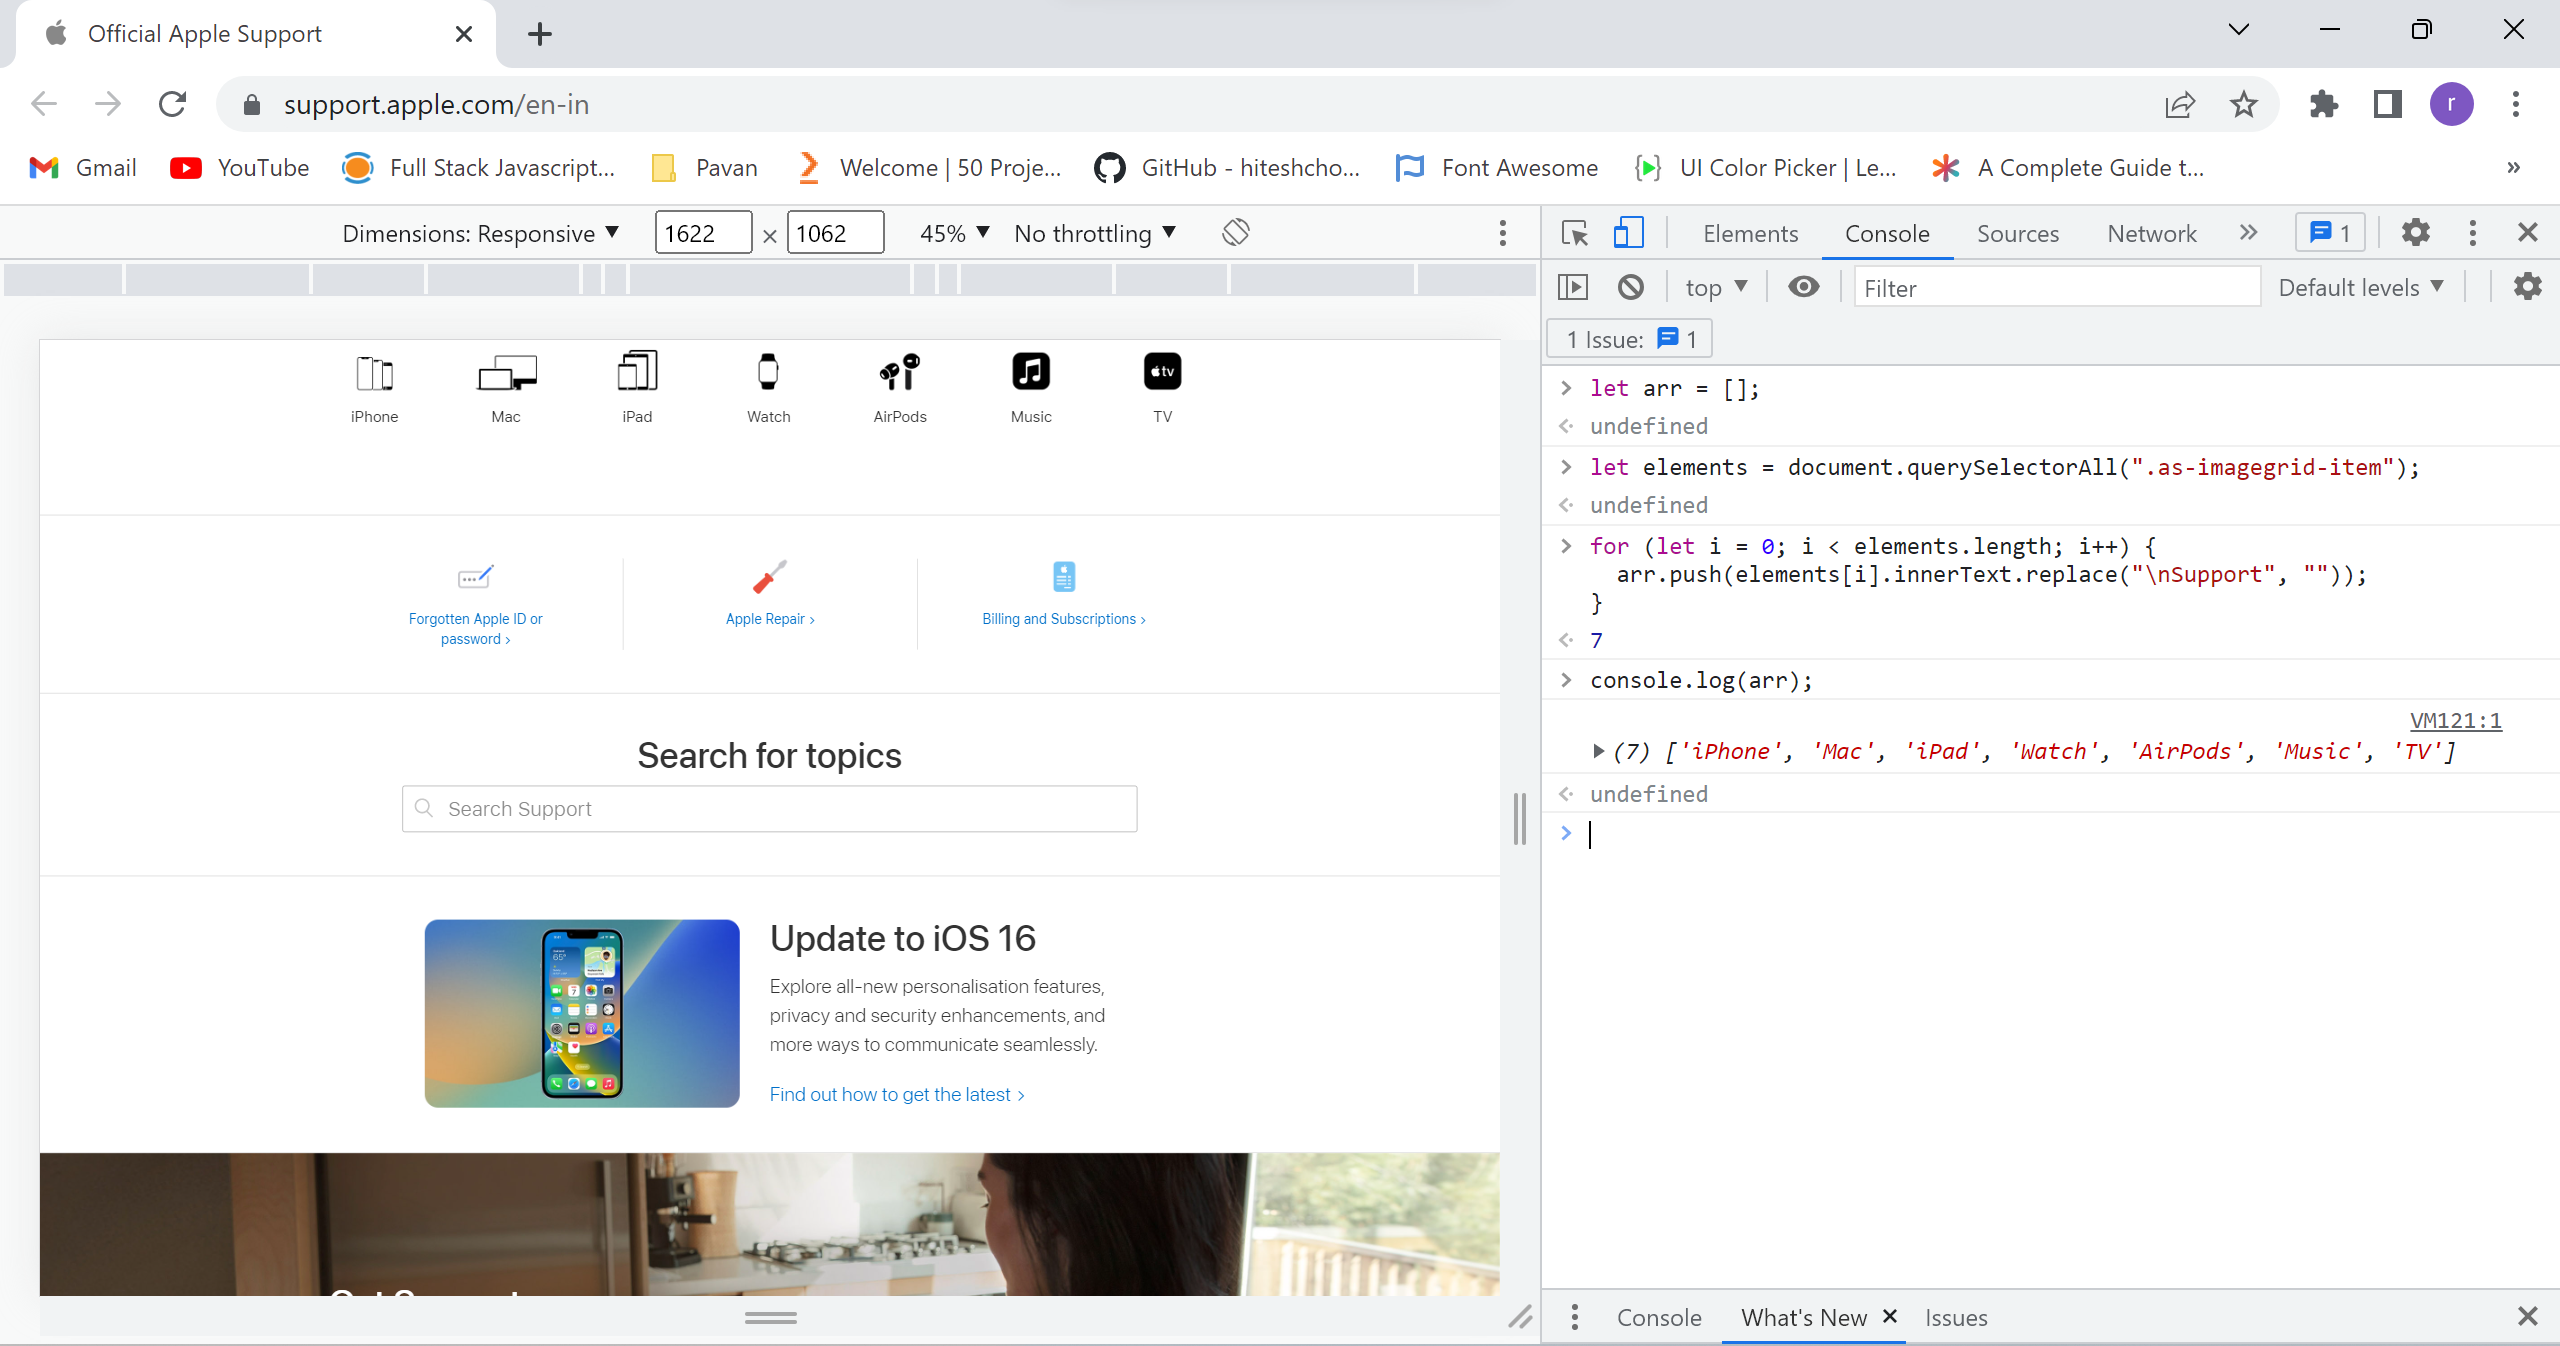 Official Apple Support
support.apple.com/en-in
r
Gmail
YouTube
Full Stack Javascript...
Pavan
Welcome | 50 Proje...
GitHub - hiteshcho...
Font Awesome
UI Color Picker | Le...
A Complete Guide t...
»
Dimensions: Responsive
1622
×
1062
45%
No throttling
Elements
Console
Sources
Network
»
1
top
Filter
Default levels
1 Issue:
1
iPhone
Mac
iPad
Watch
AirPods
Music
tv
TV
Forgotten Apple ID or
password >
Apple Repair >
Billing and Subscriptions >
Search for topics
Search Support
Update to iOS 16
Explore all-new personalisation features,
privacy and security enhancements, and
more ways to communicate seamlessly.
Find out how to get the latest >
> let arr = [];
undefined
> let elements = document.querySelectorAll(".as-imagegrid-item");
undefined
> for (let i = 0; i < elements.length; i++) {
arr.push(elements[i].innerText.replace("\nSupport", ""));
}
7
> console.log(arr);
VM121:1
(7) ['iPhone', 'Mac', 'iPad', 'Watch', 'AirPods', 'Music', 'TV']
undefined
>
Console
What's New
Issues